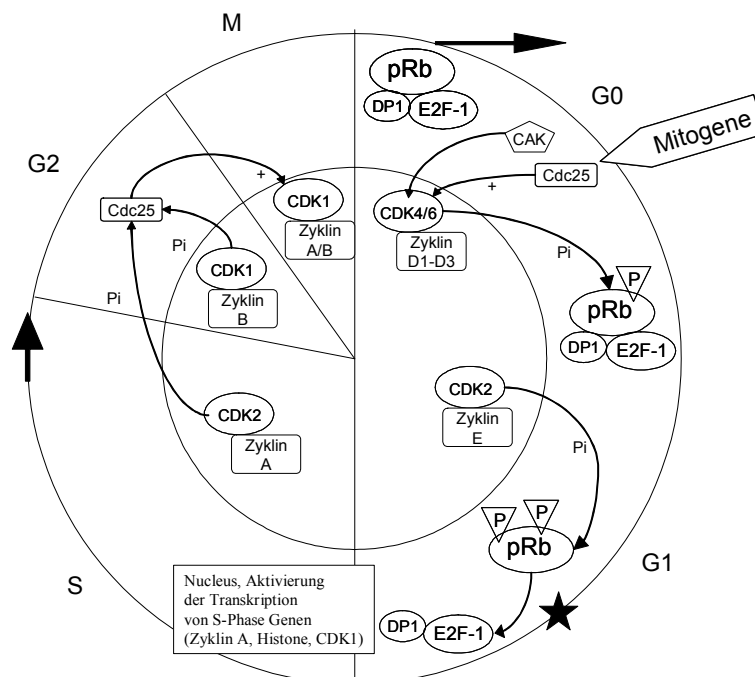 M
pRb
DP1
E2F-1
G0
CAK
Mitogene
G2
+
+
Cdc25
Cdc25
CDK1
CDK4/6
Zyklin
A/B
Zyklin
D1-D3
Pi
Pi
P
CDK1
Zyklin
B
Pi
pRb
DP1
E2F-1
CDK2
Zyklin
E
CDK2
Zyklin
A
Pi
P
P
pRb
G1
S
Nucleus, Aktivierung
der Transkription
von S-Phase Genen
(Zyklin A, Histone, CDK1)
DP1
E2F-1